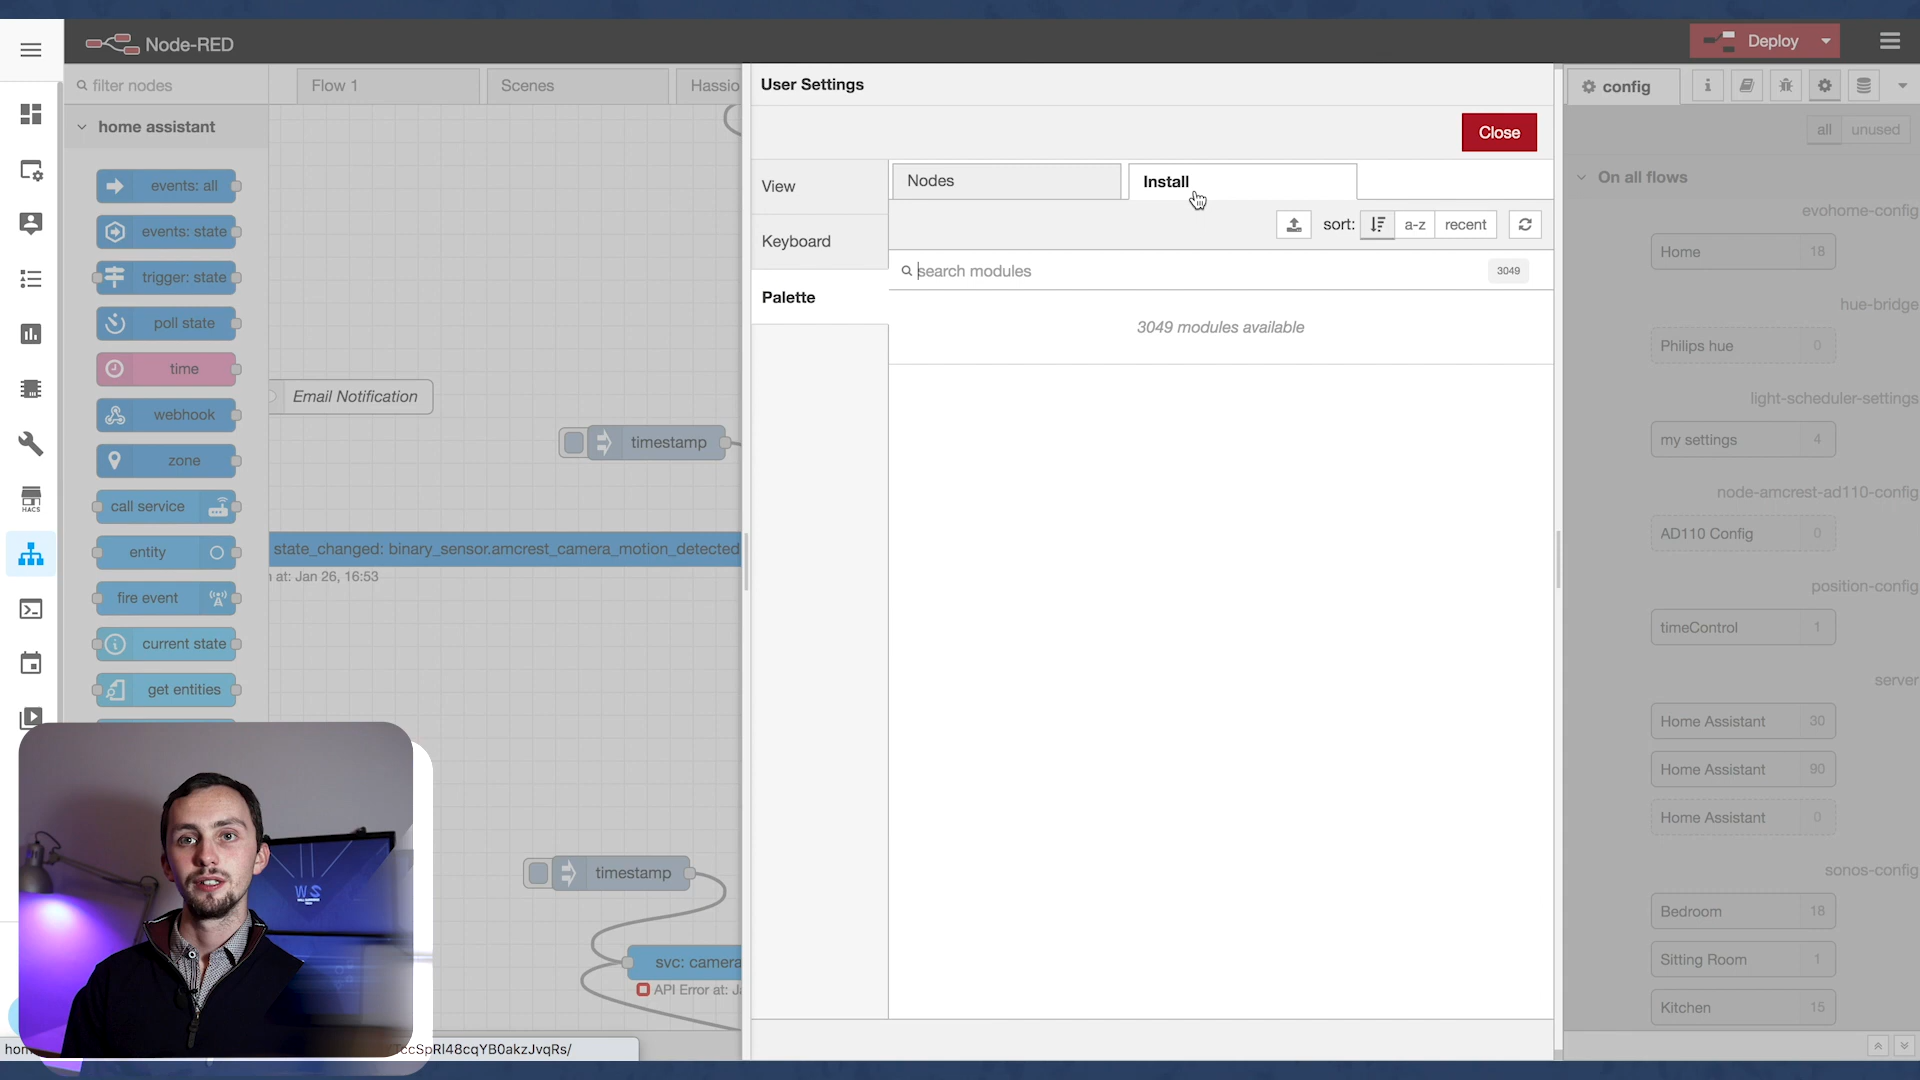 Node-RED
Deploy
filter nodes
Flow 1
Scenes
Hassio
User Settings
config
all
unused
home assistant
Close
View
Nodes
Install
On all flows
events: all
evohome-config
sort:
a-z
recent
events: state
Keyboard
Home 18
search modules
3049
trigger: state
Palette
hue-bridge
poll state
3049 modules available
Philips hue 0
time
Email Notification
light-scheduler-settings
webhook
timestamp
my settings 4
zone
node-amcrest-ad110-config
HACS
call service
AD110 Config 0
state_changed: binary_sensor.amcrest_camera_motion_detected
entity
at: Jan 26, 16:53
position-config
fire event
timeControl 1
current state
server
get entities
Home Assistant 30
Home Assistant 90
Home Assistant 0
timestamp
sonos-config
WS
Bedroom 18
svc: camera
Sitting Room 1
API Error at: J
Kitchen 15
hom
ccSpRl48cqYB0akzJvqRs/